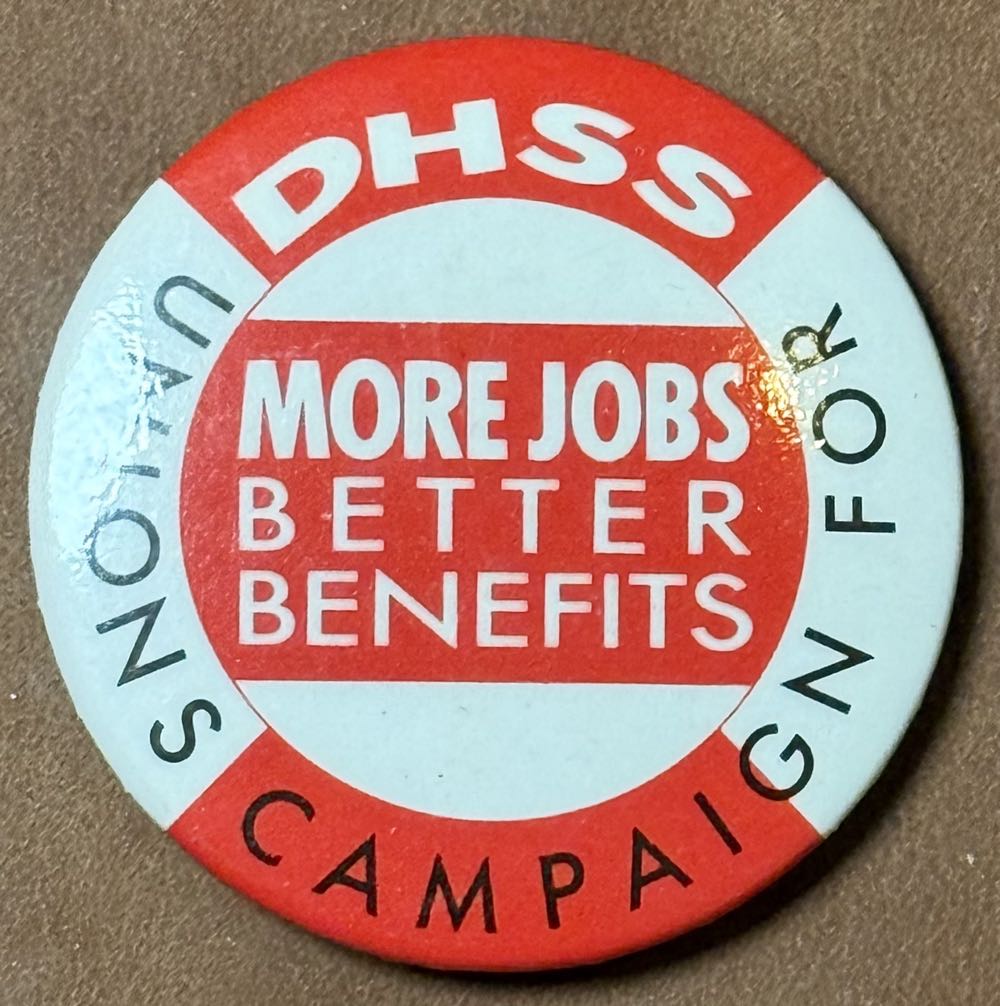 DHSS
UNIONS CAMPAIGN FOR
MORE JOBS
BETTER
BENEFITS